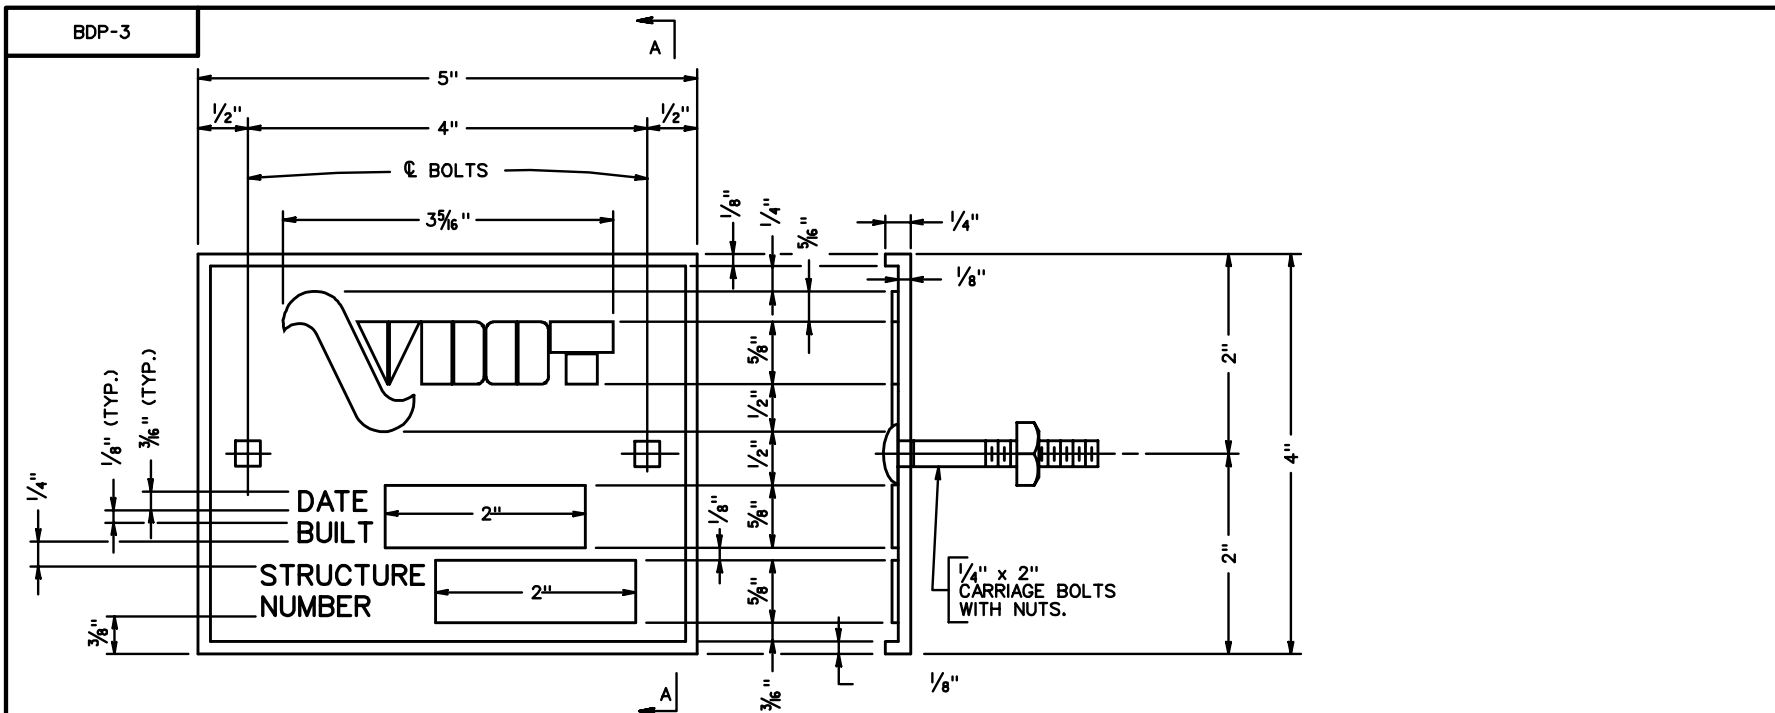 BDP-3
A
5"
1/2"
4"
1/2"
℄ BOLTS
3 5/16"
1/8"
1/4"
5/16"
1/4"
1/8"
VDOT
5/8"
2"
1/8" (TYP.)
3/16" (TYP.)
1/2"
4"
1/4"
1/2"
DATE
BUILT
2"
1/8"
5/8"
2"
STRUCTURE
NUMBER
2"
5/8"
1/4" x 2"
CARRIAGE BOLTS
WITH NUTS.
3/8"
3/16"
1/8"
A